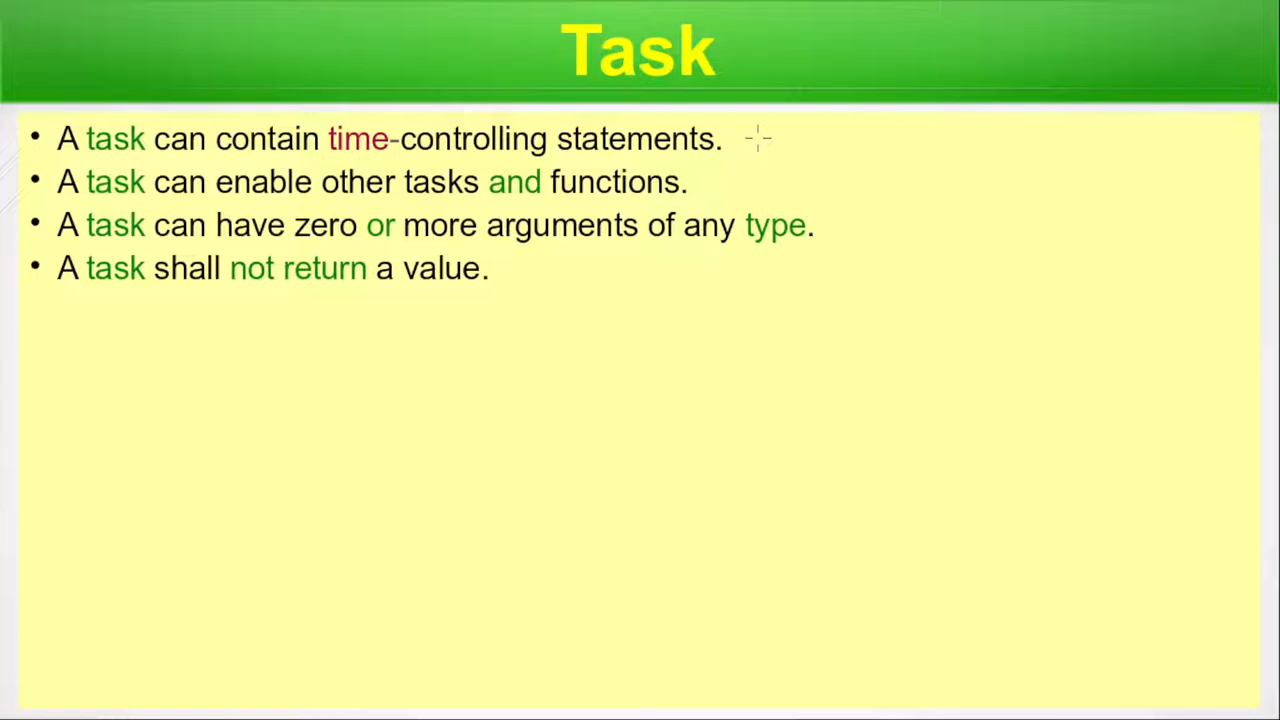 Task
• A task can contain time-controlling statements.
• A task can enable other tasks and functions.
• A task can have zero or more arguments of any type.
• A task shall not return a value.